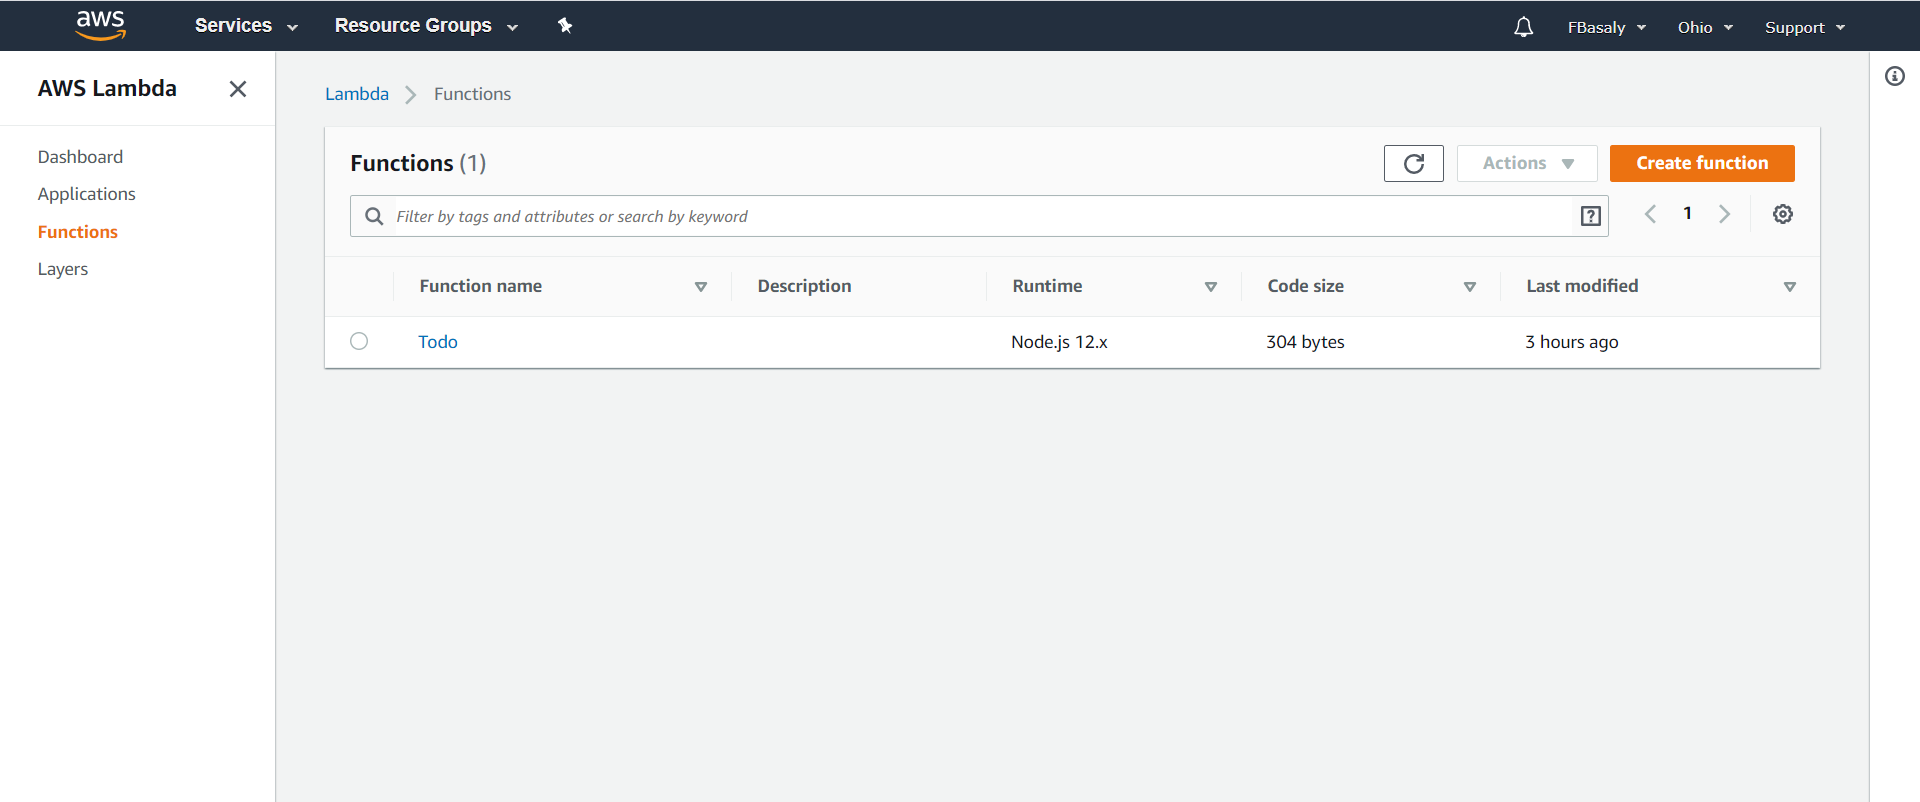 aws Services Resource Groups FBasaly Ohio Support
AWS Lambda
Dashboard
Applications
Functions
Layers
Lambda Functions
Functions (1) Actions Create function
Filter by tags and attributes or search by keyword ? 1
Function name Description Runtime Code size Last modified
Todo Node.js 12.x 304 bytes 3 hours ago